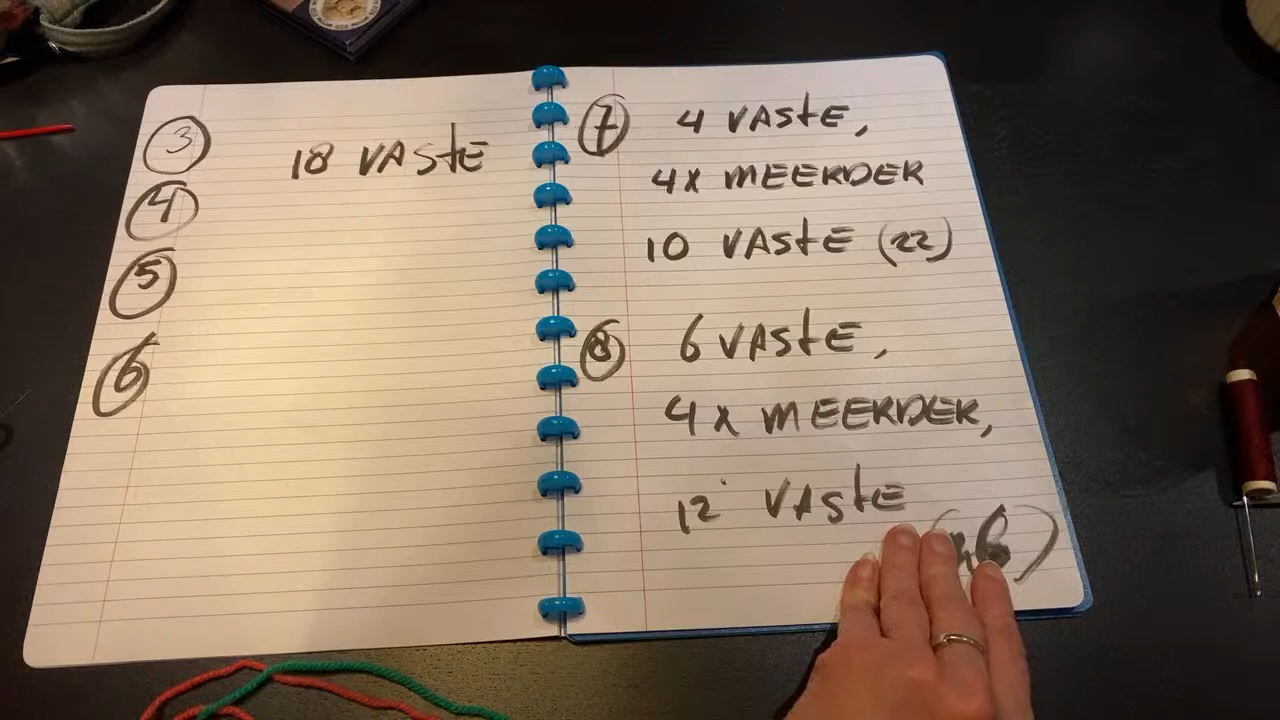 3
18 VASTE
4
5
6
7 4 VASTE,
4X MEERDER
10 VASTE (22)
8 6 VASTE,
4X MEERDER,
12 VASTE